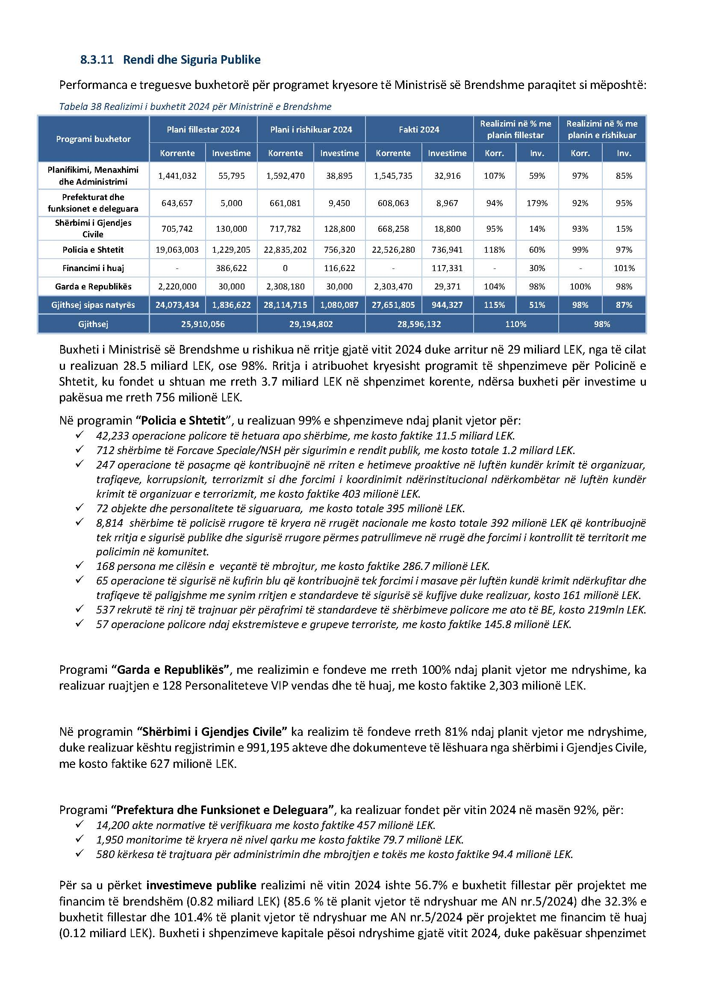 8.3.11 Rendi dhe Siguria Publike
Performanca e treguesve buxhetorë për programet kryesore të Ministrisë së Brendshme paraqitet si mëposhtë:
Tabela 38 Realizimi i buxhetit 2024 për Ministrinë e Brendshme
Programi buxhetor Plani fillestar 2024 Plani i rishikuar 2024 Fakti 2024 Realizimi në % me planin fillestar Realizimi në % me planin e rishikuar
Korrente Investime Korrente Investime Korrente Investime Korr. Inv. Korr. Inv.
Planifikimi, Menaxhimi dhe Administrimi 1,441,032 55,795 1,592,470 38,895 1,545,735 32,916 107% 59% 97% 85%
Prefekturat dhe funksionet e deleguara 643,657 5,000 661,081 9,450 608,063 8,967 94% 179% 92% 95%
Shërbimi i Gjendjes Civile 705,742 130,000 717,782 128,800 668,258 18,800 95% 14% 93% 15%
Policia e Shtetit 19,063,003 1,229,205 22,835,202 756,320 22,526,280 736,941 118% 60% 99% 97%
Financimi i huaj - 386,622 0 116,622 - 117,331 - 30% - 101%
Garda e Republikës 2,220,000 30,000 2,308,180 30,000 2,303,470 29,371 104% 98% 100% 98%
Gjithsej sipas natyrës 24,073,434 1,836,622 28,114,715 1,080,087 27,651,805 944,327 115% 51% 98% 87%
Gjithsej 25,910,056 29,194,802 28,596,132 110% 98%
Buxheti i Ministrisë së Brendshme u rishikua në rritje gjatë vitit 2024 duke arritur në 29 miliard LEK, nga të cilat
u realizuan 28.5 miliard LEK, ose 98%. Rritja i atribuohet kryesisht programit të shpenzimeve për Policinë e
Shtetit, ku fondet u shtuan me rreth 3.7 miliard LEK në shpenzimet korente, ndërsa buxheti për investime u
pakësua me rreth 756 milionë LEK.
Në programin “Policia e Shtetit”, u realizuan 99% e shpenzimeve ndaj planit vjetor për:
✓ 42,233 operacione policore të hetuara apo shërbime, me kosto faktike 11.5 miliard LEK.
✓ 712 shërbime të Forcave Speciale/NSH për sigurimin e rendit publik, me kosto totale 1.2 miliard LEK.
✓ 247 operacione të posaçme që kontribuojnë në rriten e hetimeve proaktive në luftën kundër krimit të organizuar,
trafiqeve, korrupsionit, terrorizmit si dhe forcimi i koordinimit ndërinstitucional ndërkombëtar në luftën kundër
krimit të organizuar e terrorizmit, me kosto faktike 403 milionë LEK.
✓ 72 objekte dhe personalitete të siguaruara, me kosto totale 395 milionë LEK.
✓ 8,814 shërbime të policisë rrugore të kryera në rrugët nacionale me kosto totale 392 milionë LEK që kontribuojnë
tek rritja e sigurisë publike dhe sigurisë rrugore përmes patrullimeve në rrugë dhe forcimi i kontrollit të territorit me
policimin në komunitet.
✓ 168 persona me cilësin e veçantë të mbrojtur, me kosto faktike 286.7 milionë LEK.
✓ 65 operacione të sigurisë në kufirin blu që kontribuojnë tek forcimi i masave për luftën kundë krimit ndërkufitar dhe
trafiqeve të paligjshme me synim rritjen e standardeve të sigurisë së kufijve duke realizuar, kosto 161 milionë LEK.
✓ 537 rekrutë të rinj të trajnuar për përafrimi të standardeve të shërbimeve policore me ato të BE, kosto 219mln LEK.
✓ 57 operacione policore ndaj ekstremisteve e grupeve terroriste, me kosto faktike 145.8 milionë LEK.
Programi “Garda e Republikës”, me realizimin e fondeve me rreth 100% ndaj planit vjetor me ndryshime, ka
realizuar ruajtjen e 128 Personaliteteve VIP vendas dhe të huaj, me kosto faktike 2,303 milionë LEK.
Në programin “Shërbimi i Gjendjes Civile” ka realizim të fondeve rreth 81% ndaj planit vjetor me ndryshime,
duke realizuar kështu regjistrimin e 991,195 akteve dhe dokumenteve të lëshuara nga shërbimi i Gjendjes Civile,
me kosto faktike 627 milionë LEK.
Programi “Prefektura dhe Funksionet e Deleguara”, ka realizuar fondet për vitin 2024 në masën 92%, për:
✓ 14,200 akte normative të verifikuara me kosto faktike 457 milionë LEK.
✓ 1,950 monitorime të kryera në nivel qarku me kosto faktike 79.7 milionë LEK.
✓ 580 kërkesa të trajtuara për administrimin dhe mbrojtjen e tokës me kosto faktike 94.4 milionë LEK.
Për sa u përket investimeve publike realizimi në vitin 2024 ishte 56.7% e buxhetit fillestar për projektet me
financim të brendshëm (0.82 miliard LEK) (85.6 % të planit vjetor të ndryshuar me AN nr.5/2024) dhe 32.3% e
buxhetit fillestar dhe 101.4% të planit vjetor të ndryshuar me AN nr.5/2024 për projektet me financim të huaj
(0.12 miliard LEK). Buxheti i shpenzimeve kapitale pësoi ndryshime gjatë vitit 2024, duke pakësuar shpenzimet